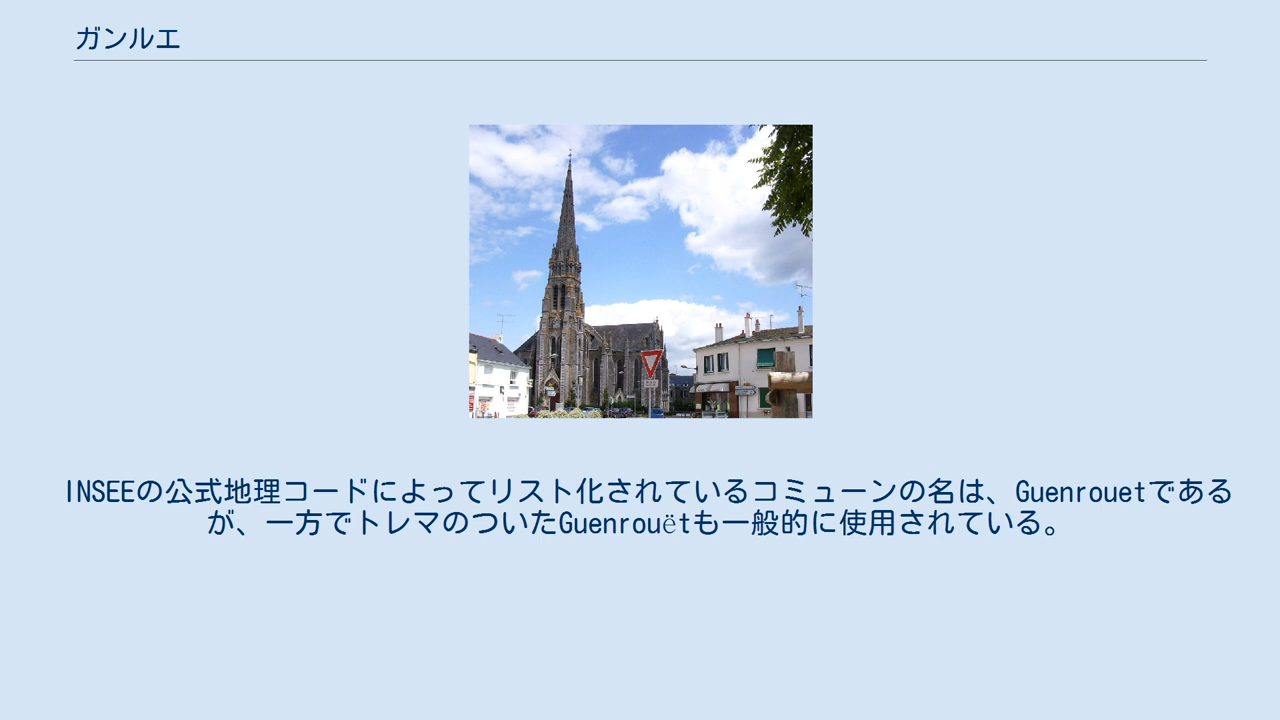 ガンルエ
INSEEの公式地理コードによってリスト化されているコミューンの名は、Guenrouetである
が、一方でトレマのついたGuenrouëtも一般的に使用されている。